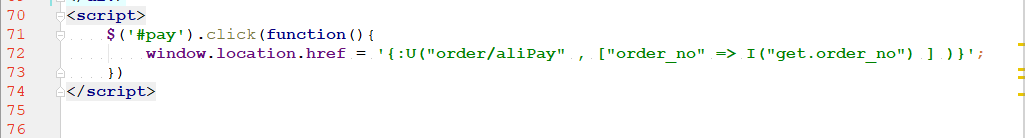 70 <script>
71 $('#pay').click(function(){
72 window.location.href = '{:U("order/aliPay" , ["order_no" => I("get.order_no") ] )}';
73 })
74 </script>
75
76